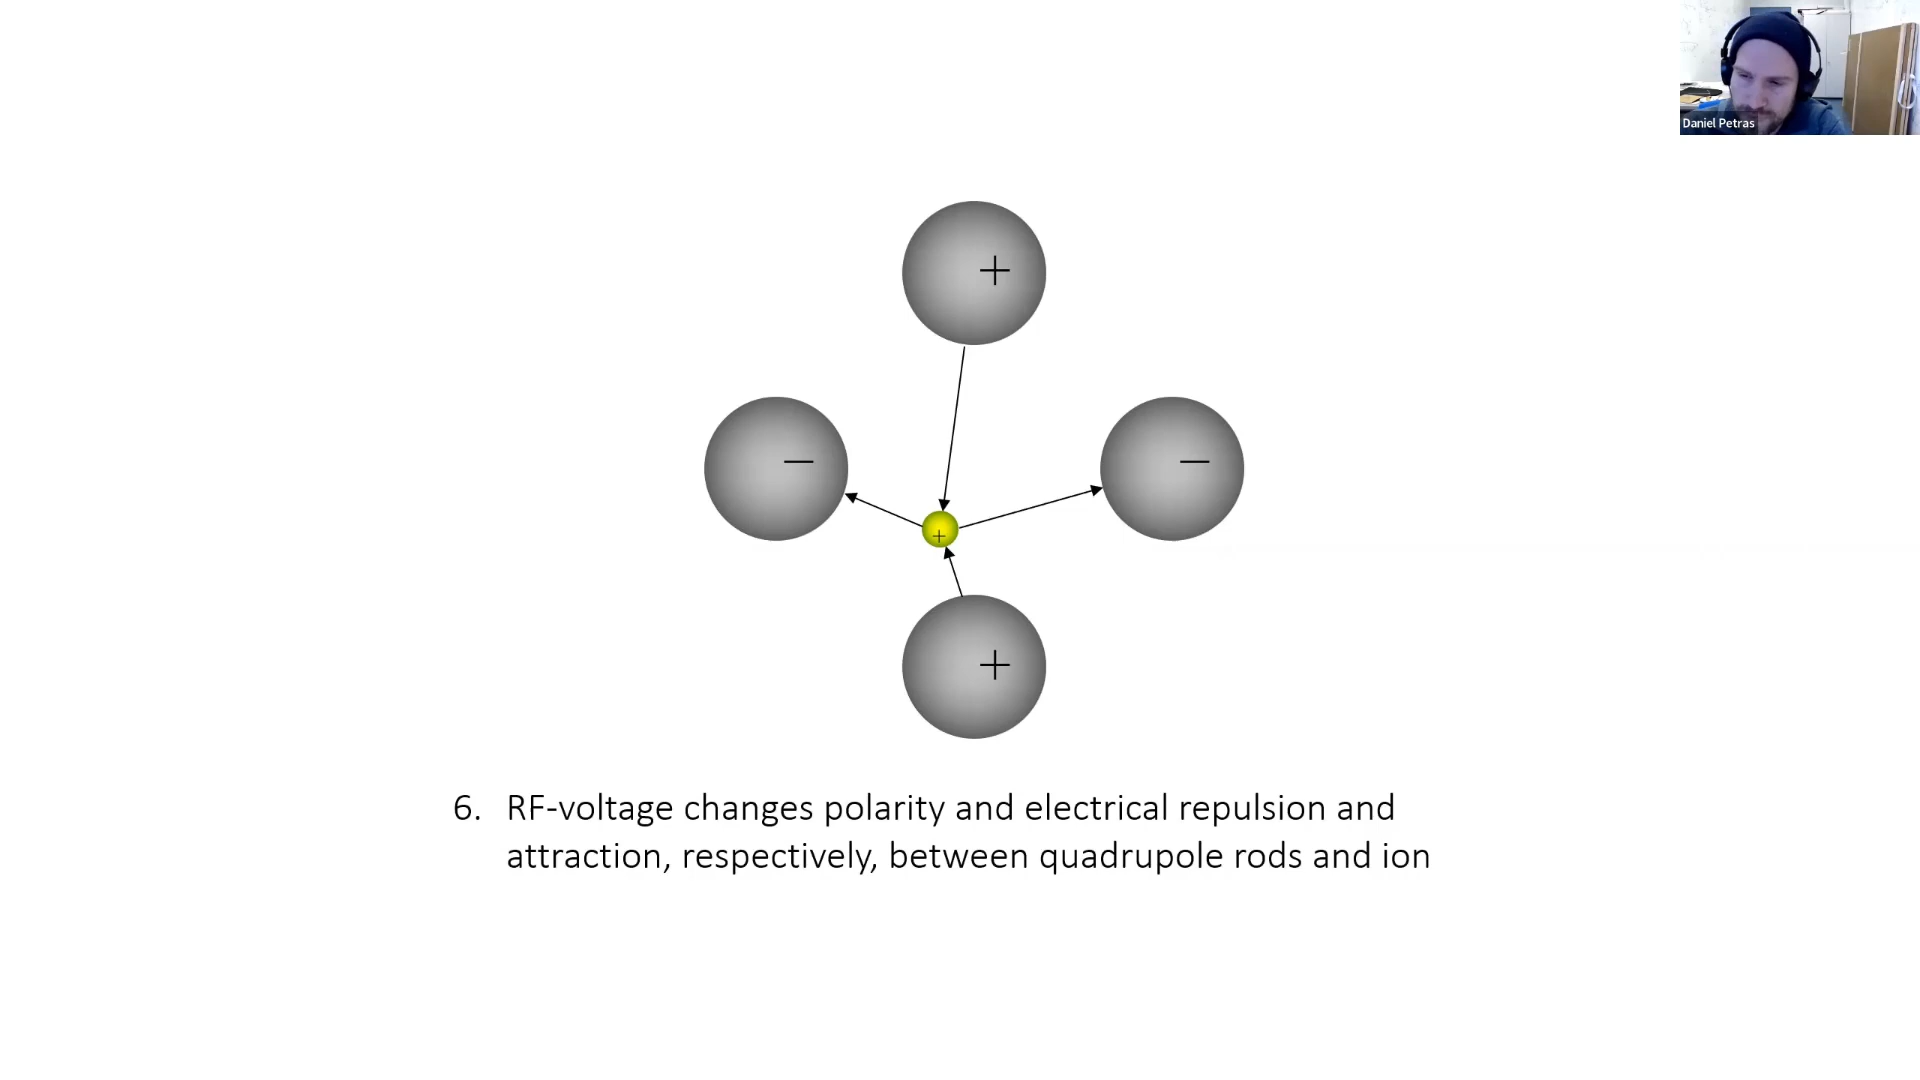 Daniel Petras
+
−
−
+
+
6. RF-voltage changes polarity and electrical repulsion and
attraction, respectively, between quadrupole rods and ion